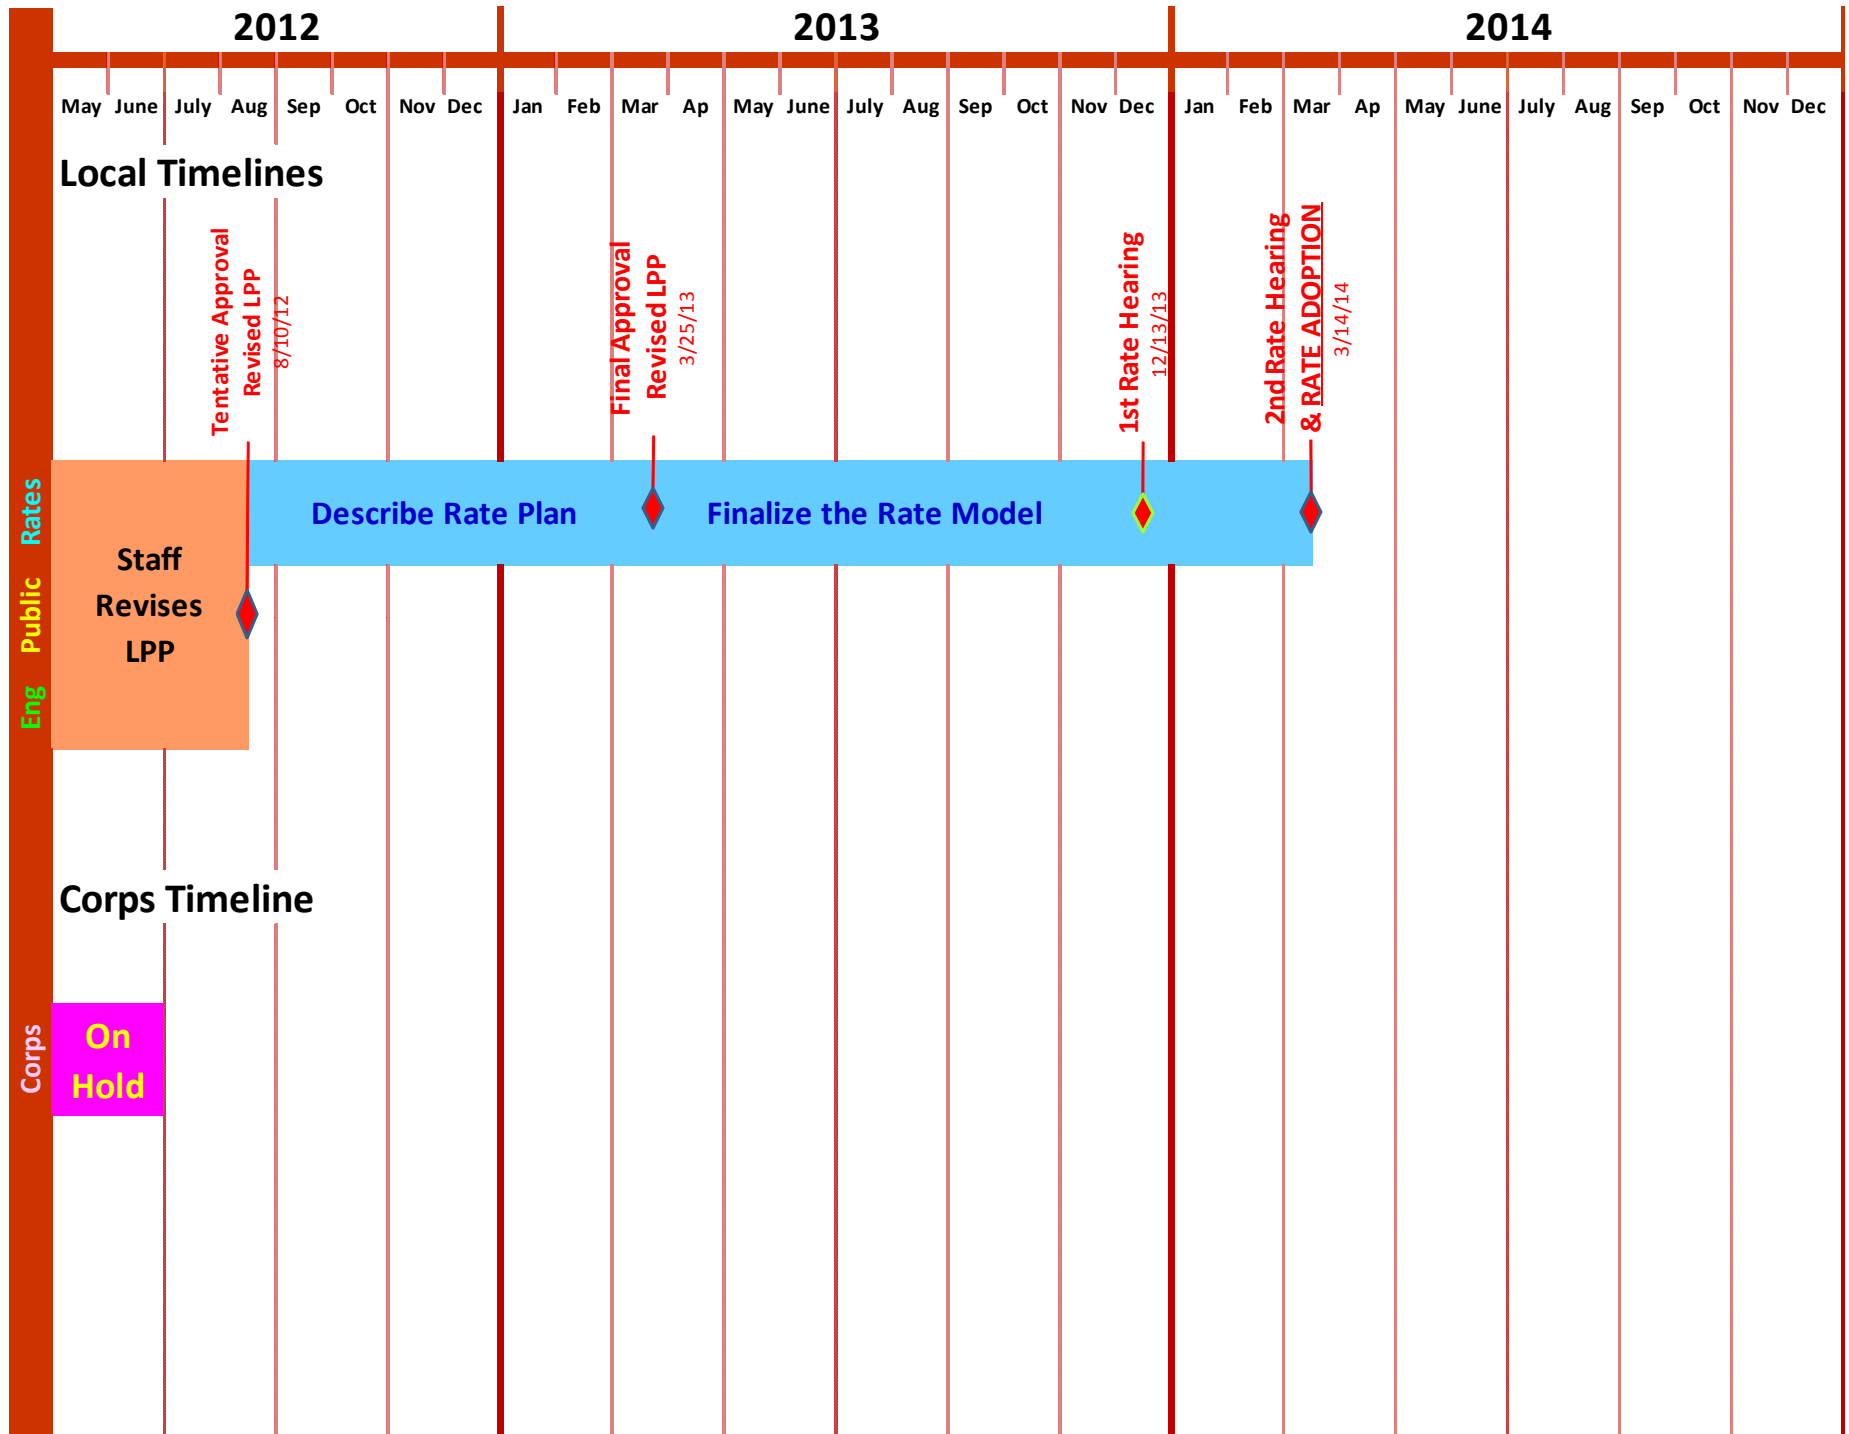 2012 2013 2014
May June July Aug Sep Oct Nov Dec Jan Feb Mar Ap May June July Aug Sep Oct Nov Dec Jan Feb Mar Ap May June July Aug Sep Oct Nov Dec
Local Timelines
Tentative Approval
Revised LPP
8/10/12
Final Approval
Revised LPP
3/25/13
1st Rate Hearing
12/13/13
2nd Rate Hearing
& RATE ADOPTION
3/14/14
Eng Public Rates
Describe Rate Plan
Finalize the Rate Model
Staff
Revises
LPP
Corps Timeline
Corps
On
Hold